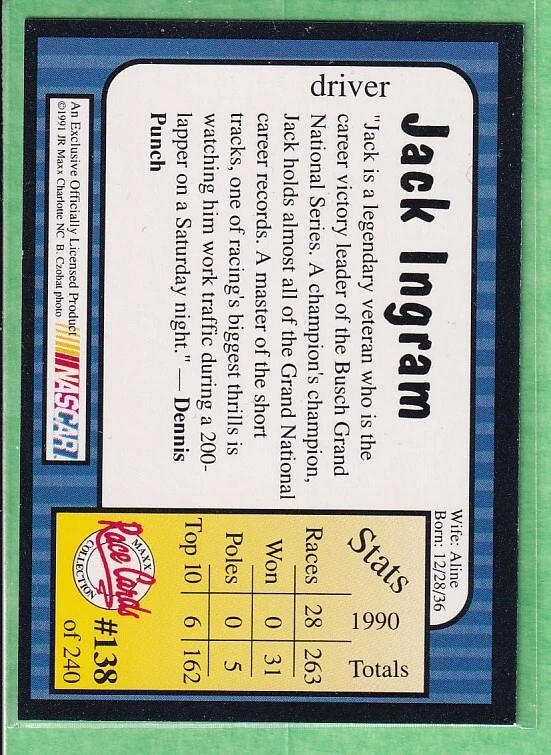 driver
Jack Ingram
Wife: Aline
Born: 12/28/36
"Jack is a legendary veteran who is the
career victory leader of the Busch Grand
National Series. A champion's champion,
Jack holds almost all of the Grand National
career records. A master of the short
tracks, one of racing's biggest thrills is
watching him work traffic during a 200-
lapper on a Saturday night." — Dennis
Punch
Stats 1990 Totals
Races 28 263
Won 0 31
Poles 0 5
Top 10 6 162
MAXX
Race Cards
COLLECTION
#138
of 240
An Exclusive Officially Licensed Product
©1991 JR Maxx Charlotte NC B. Czobat photo
NASCAR